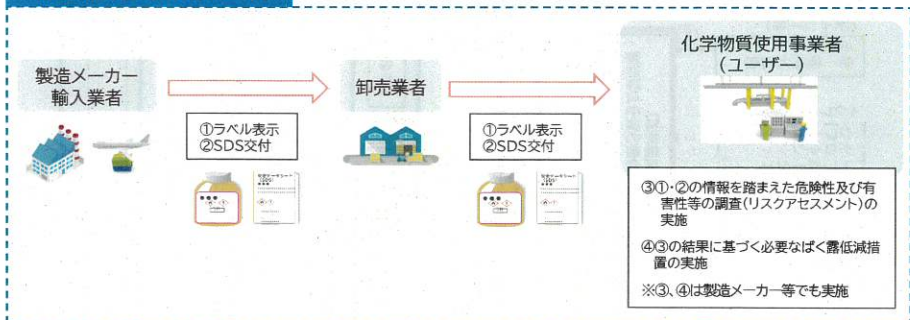 製造メーカー
輸入業者
①ラベル表示
②SDS交付
卸売業者
①ラベル表示
②SDS交付
化学物質使用事業者
(ユーザー)
③①・②の情報を踏まえた危険性及び有
害性等の調査(リスクアセスメント)の
実施
④③の結果に基づく必要なばく露低減措
置の実施
※③、④は製造メーカー等でも実施